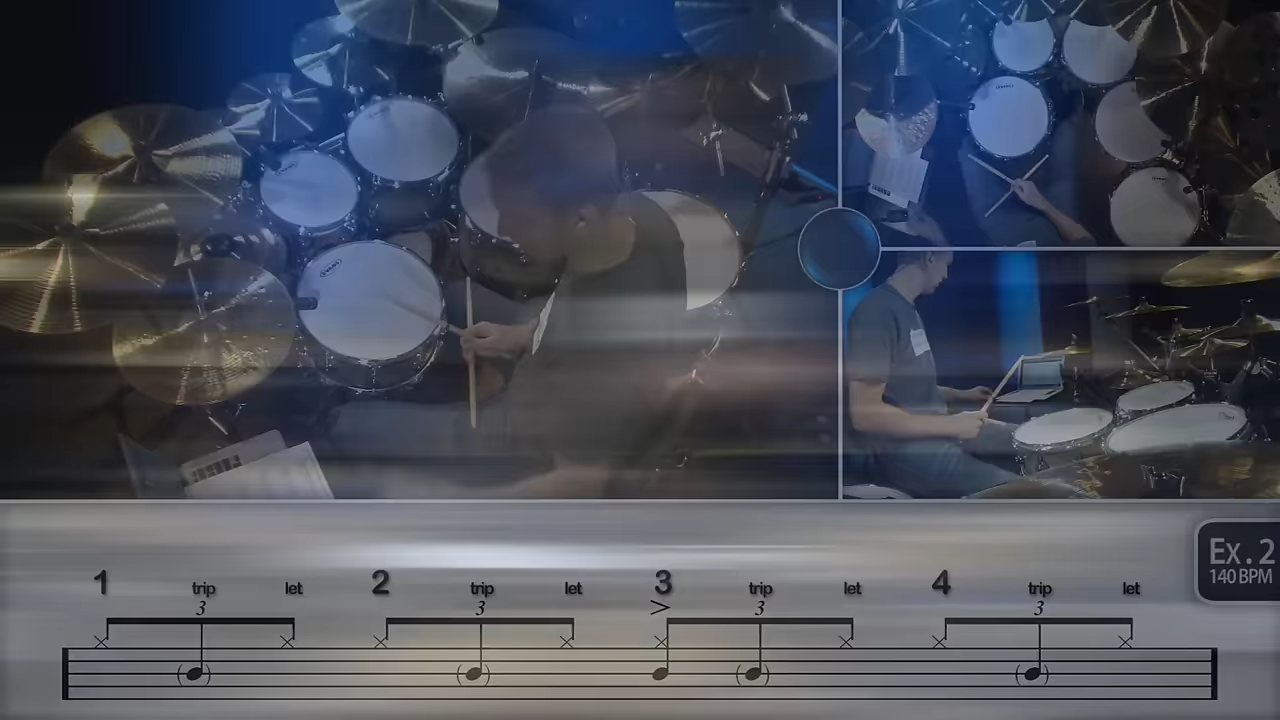 Ex. 2
140 BPM
1 trip let 2 trip let 3 trip let 4 trip let
3 3 3 3